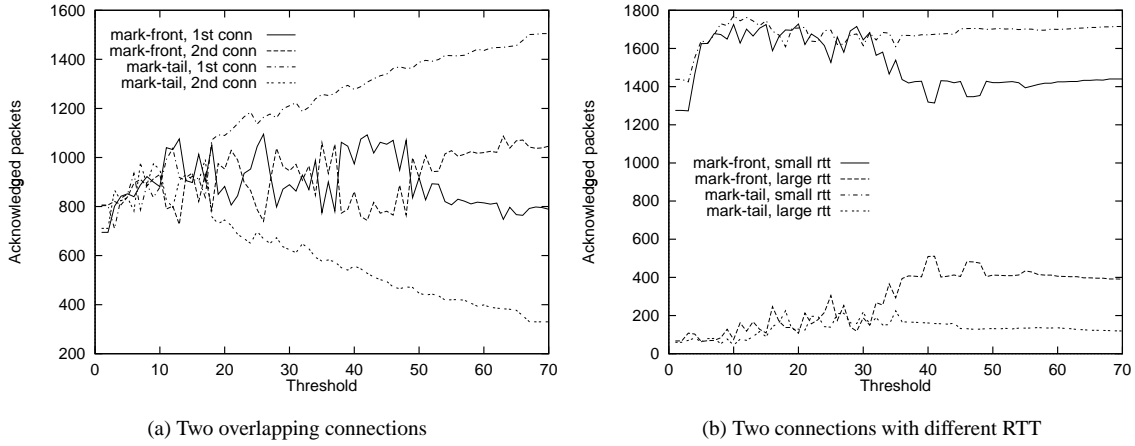 1600
1400
1200
1000
800
600
400
200
Acknowledged packets
mark-front, 1st conn
mark-front, 2nd conn
mark-tail, 1st conn
mark-tail, 2nd conn
0 10 20 30 40 50 60 70
Threshold
(a) Two overlapping connections
1800
1600
1400
1200
1000
800
600
400
200
0
Acknowledged packets
mark-front, small rtt
mark-front, large rtt
mark-tail, small rtt
mark-tail, large rtt
0 10 20 30 40 50 60 70
Threshold
(b) Two connections with different RTT